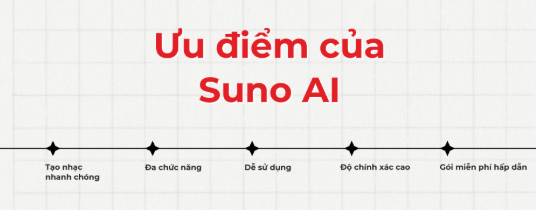 Ưu điểm của
Suno AI
Tạo nhạc
nhanh chóng
Đa chức năng
Dễ sử dụng
Độ chính xác cao
Gói miễn phí hấp dẫn